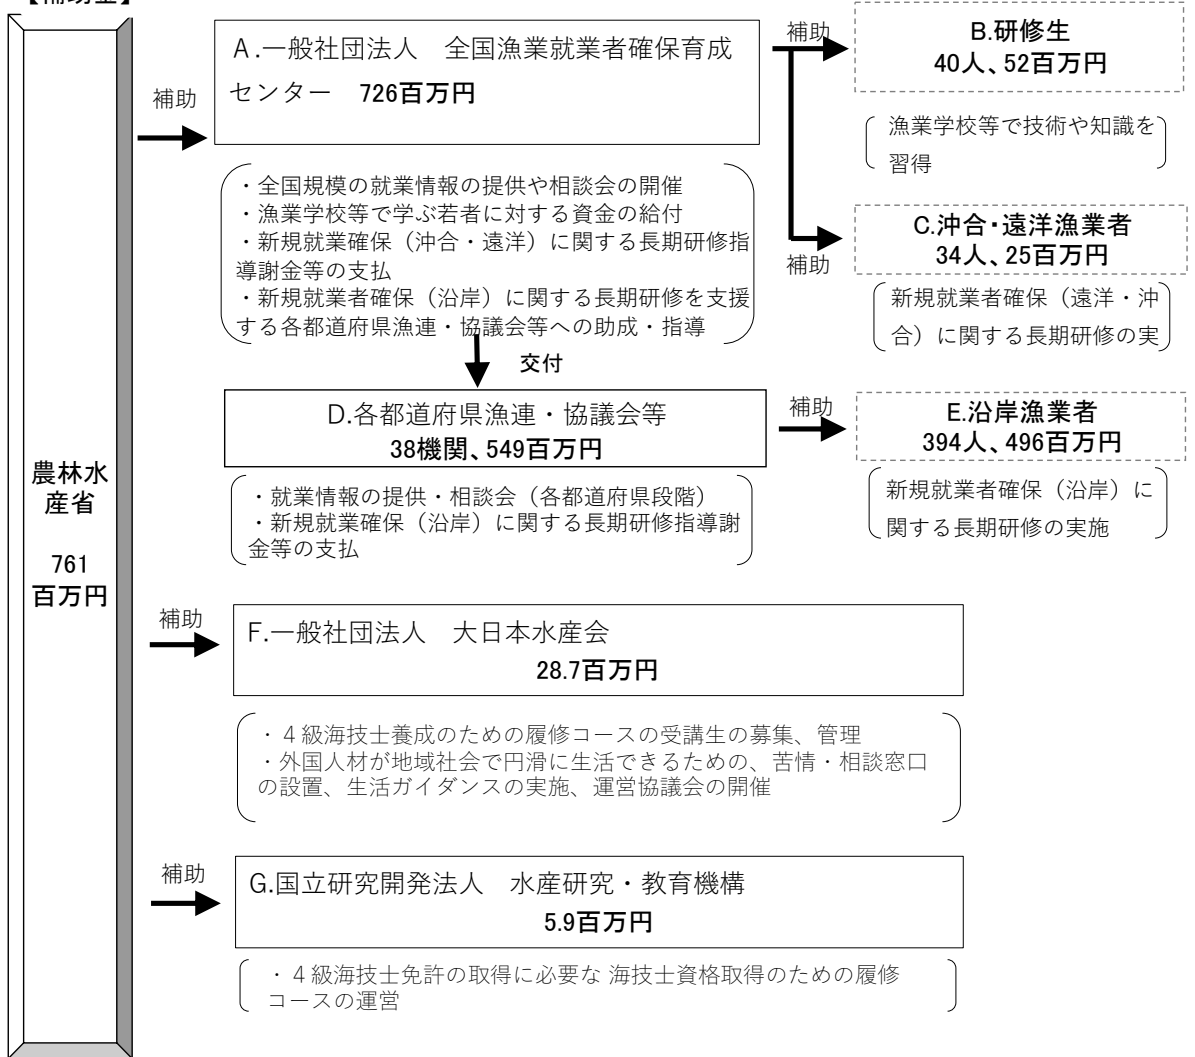 【補助金】
農林水
産省
761
百万円
補助
A.一般社団法人　全国漁業就業者確保育成
センター　726百万円
・全国規模の就業情報の提供や相談会の開催
・漁業学校等で学ぶ若者に対する資金の給付
・新規就業確保（沖合・遠洋）に関する長期研修指
導謝金等の支払
・新規就業者確保（沿岸）に関する長期研修を支援
する各都道府県漁連・協議会等への助成・指導
補助
B.研修生
40人、52百万円
漁業学校等で技術や知識を
習得
補助
C.沖合・遠洋漁業者
34人、25百万円
新規就業者確保（遠洋・沖
合）に関する長期研修の実
交付
D.各都道府県漁連・協議会等
38機関、549百万円
・就業情報の提供・相談会（各都道府県段階）
・新規就業確保（沿岸）に関する長期研修指導謝
金等の支払
補助
E.沿岸漁業者
394人、496百万円
新規就業者確保（沿岸）に
関する長期研修の実施
補助
F.一般社団法人　大日本水産会
28.7百万円
・４級海技士養成のための履修コースの受講生の募集、管理
・外国人材が地域社会で円滑に生活できるための、苦情・相談窓口
の設置、生活ガイダンスの実施、運営協議会の開催
補助
G.国立研究開発法人　水産研究・教育機構
5.9百万円
・４級海技士免許の取得に必要な 海技士資格取得のための履修
コースの運営